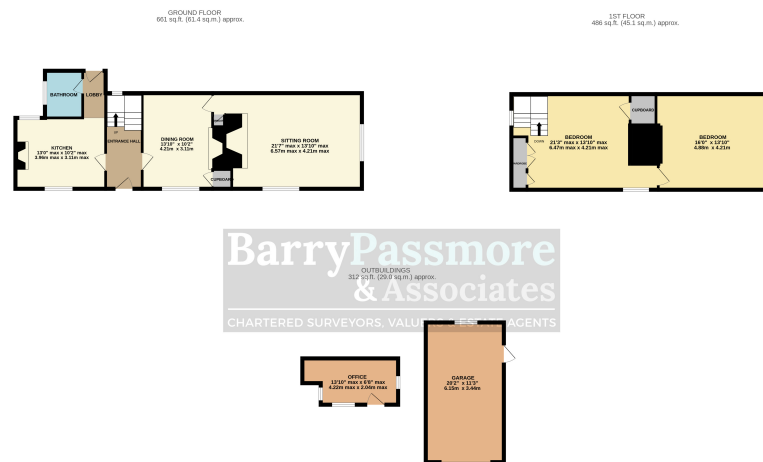 GROUND FLOOR
661 sq.ft. (61.4 sq.m.) approx.
1ST FLOOR
486 sq.ft. (45.1 sq.m.) approx.
BATHROOM
LOBBY
KITCHEN
13'0" max x 10'2" max
3.96m max x 3.11m max
UP
ENTRANCE HALL
DINING ROOM
13'10" x 10'2"
4.21m x 3.11m
SITTING ROOM
21'7" max x 13'10" max
6.57m max x 4.21m max
CUPBOARD
CUPBOARD
DOWN
BEDROOM
21'3" max x 13'10" max
6.47m max x 4.21m max
BEDROOM
16'0" x 13'10"
4.88m x 4.21m
BarryPassmore
& Associates
CHARTERED SURVEYORS, VALUERS & ESTATE AGENTS
OUTBUILDINGS
312 sq.ft. (29.0 sq.m.) approx.
OFFICE
13'10" max x 6'8" max
4.22m max x 2.04m max
GARAGE
20'2" x 11'3"
6.15m x 3.44m